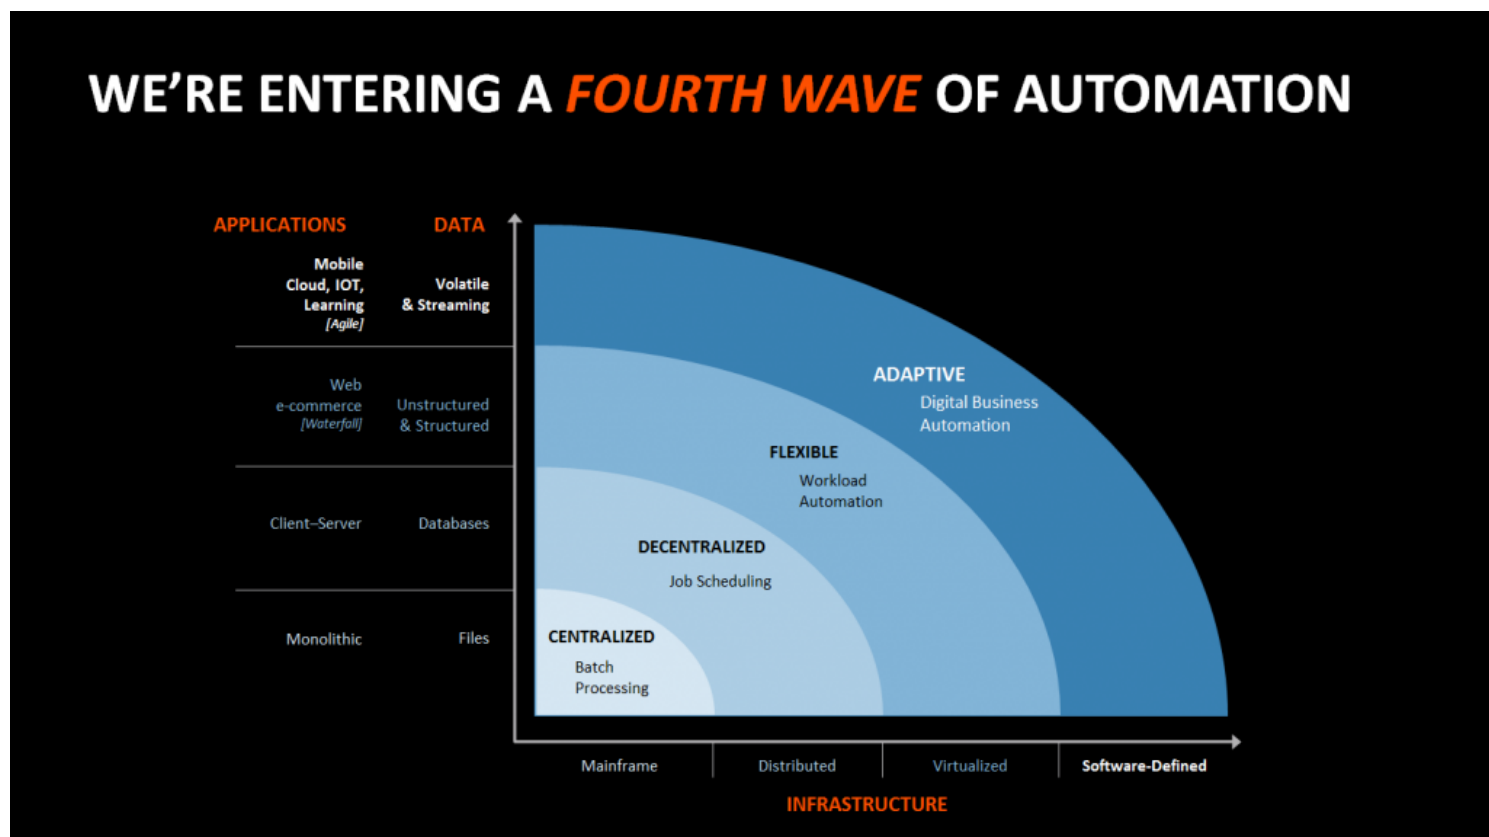 WE'RE ENTERING A FOURTH WAVE OF AUTOMATION
APPLICATIONS
DATA
Mobile
Cloud, IOT,
Learning
[Agile]
Volatile
& Streaming
Web
e-commerce
[Waterfall]
Unstructured
& Structured
Client–Server
Databases
Monolithic
Files
ADAPTIVE
Digital Business
Automation
FLEXIBLE
Workload
Automation
DECENTRALIZED
Job Scheduling
CENTRALIZED
Batch
Processing
Mainframe
Distributed
Virtualized
Software-Defined
INFRASTRUCTURE